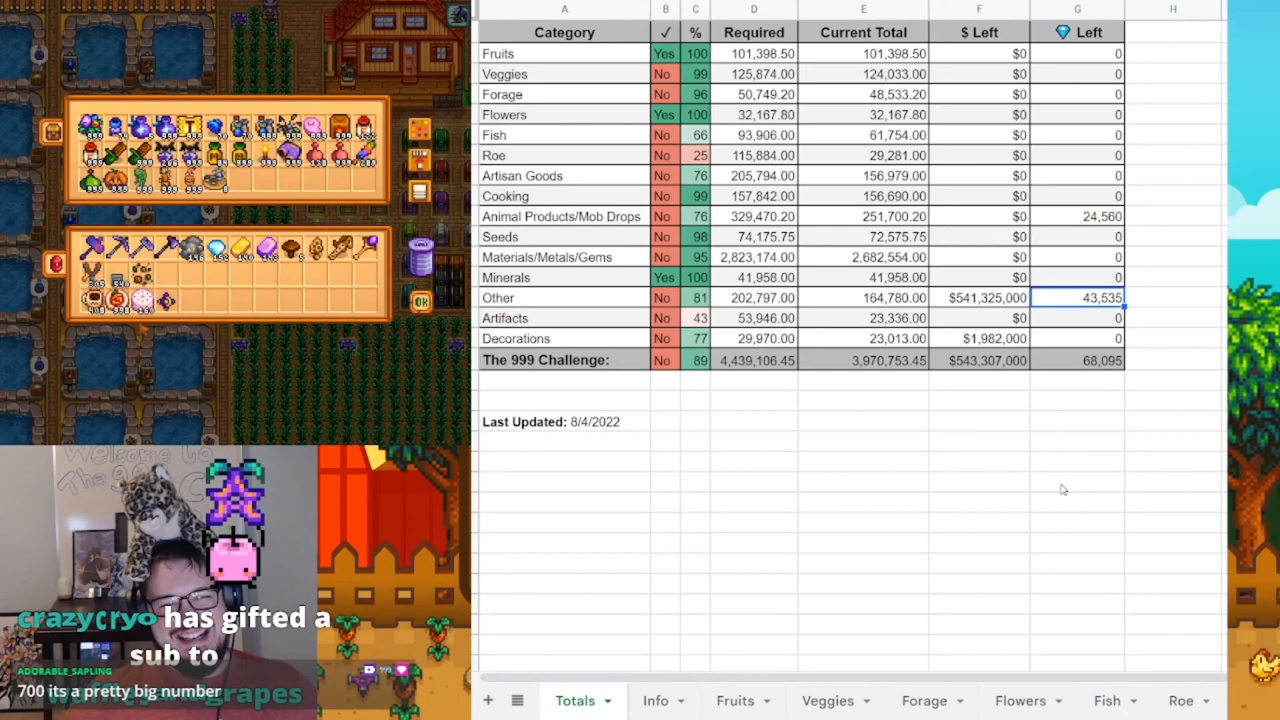 A B C D E F G H
Category ✓ % Required Current Total $ Left 💎 Left
Fruits Yes 100 101,398.50 101,398.50 $0 0
Veggies No 99 125,874.00 124,033.00 $0 0
Forage No 96 50,749.20 48,533.20 $0 0
Flowers Yes 100 32,167.80 32,167.80 $0 0
Fish No 66 93,906.00 61,754.00 $0 0
Roe No 25 115,884.00 29,281.00 $0 0
Artisan Goods No 76 205,794.00 156,979.00 $0 0
Cooking No 99 157,842.00 156,690.00 $0 0
Animal Products/Mob Drops No 76 329,470.20 251,700.20 $0 24,560
Seeds No 98 74,175.75 72,575.75 $0 0
Materials/Metals/Gems No 95 2,823,174.00 2,682,554.00 $0 0
Minerals Yes 100 41,958.00 41,958.00 $0 0
Other No 81 202,797.00 164,780.00 $541,325,000 43,535
Artifacts No 43 53,946.00 23,336.00 $0 0
Decorations No 77 29,970.00 23,013.00 $1,982,000 0
The 999 Challenge: No 89 4,439,106.45 3,970,753.45 $543,307,000 68,095
Last Updated: 8/4/2022
+ Totals Info Fruits Veggies Forage Flowers Fish Roe
OK
Welcome to
crazycryo has gifted a
sub to
ADORABLE_SAPLING
700 its a pretty big number